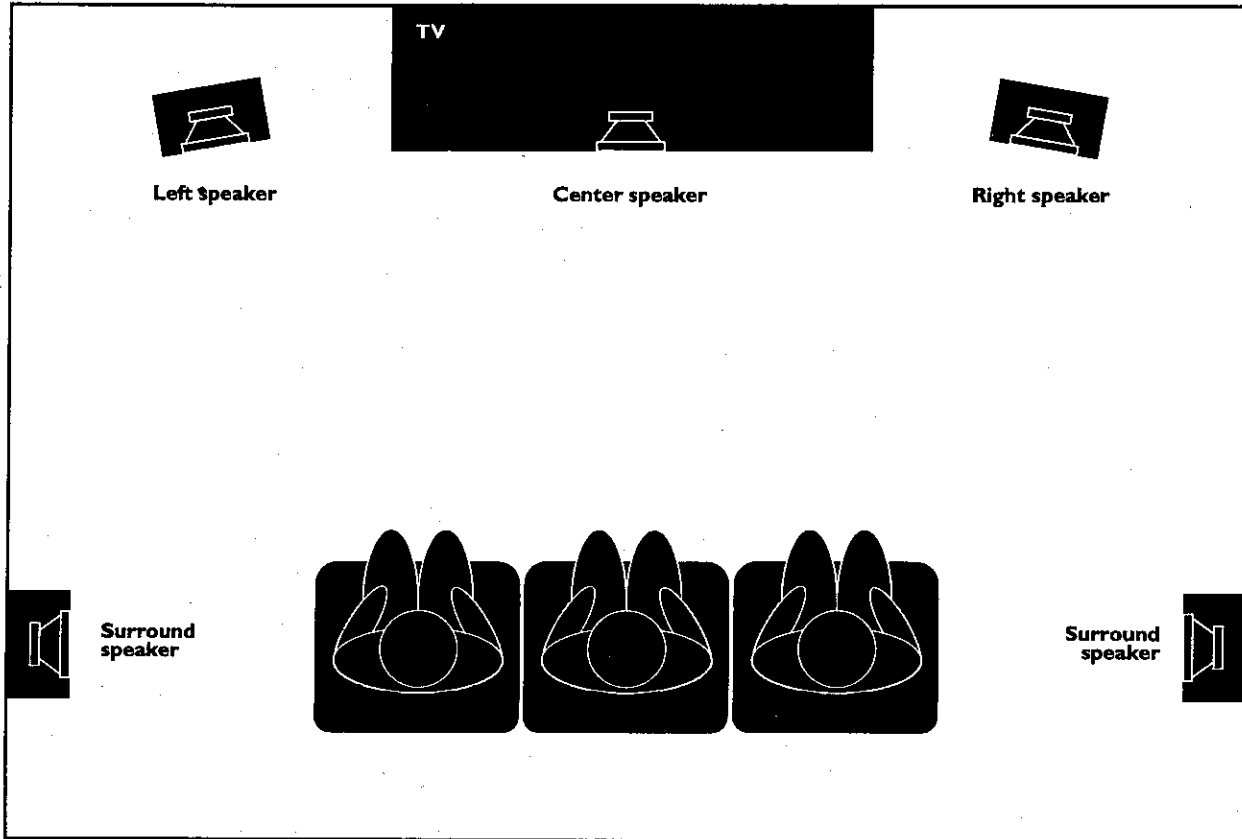 TV
Left speaker
Center speaker
Right speaker
Surround
speaker
Surround
speaker